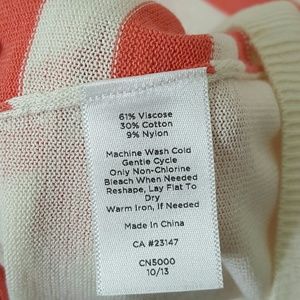 61% Viscose
30% Cotton
9% Nylon
Machine Wash Cold
Gentle Cycle
Only Non-Chlorine
Bleach When Needed
Reshape, Lay Flat To
Dry
Warm Iron, If Needed
Made In China
CA #23147
CN5000
10/13